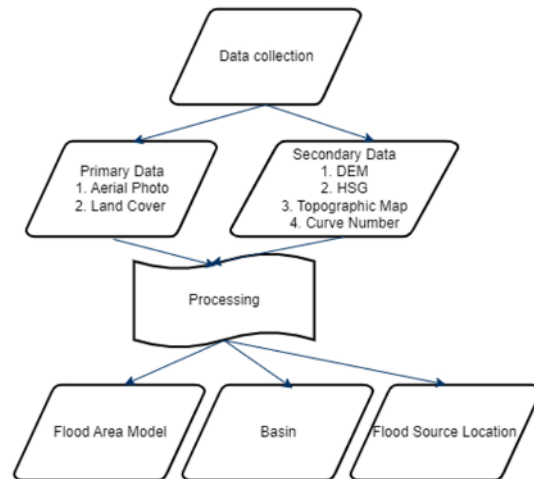 Data collection
Primary Data
1. Aerial Photo
2. Land Cover
Secondary Data
1. DEM
2. HSG
3. Topographic Map
4. Curve Number
Processing
Flood Area Model
Basin
Flood Source Location